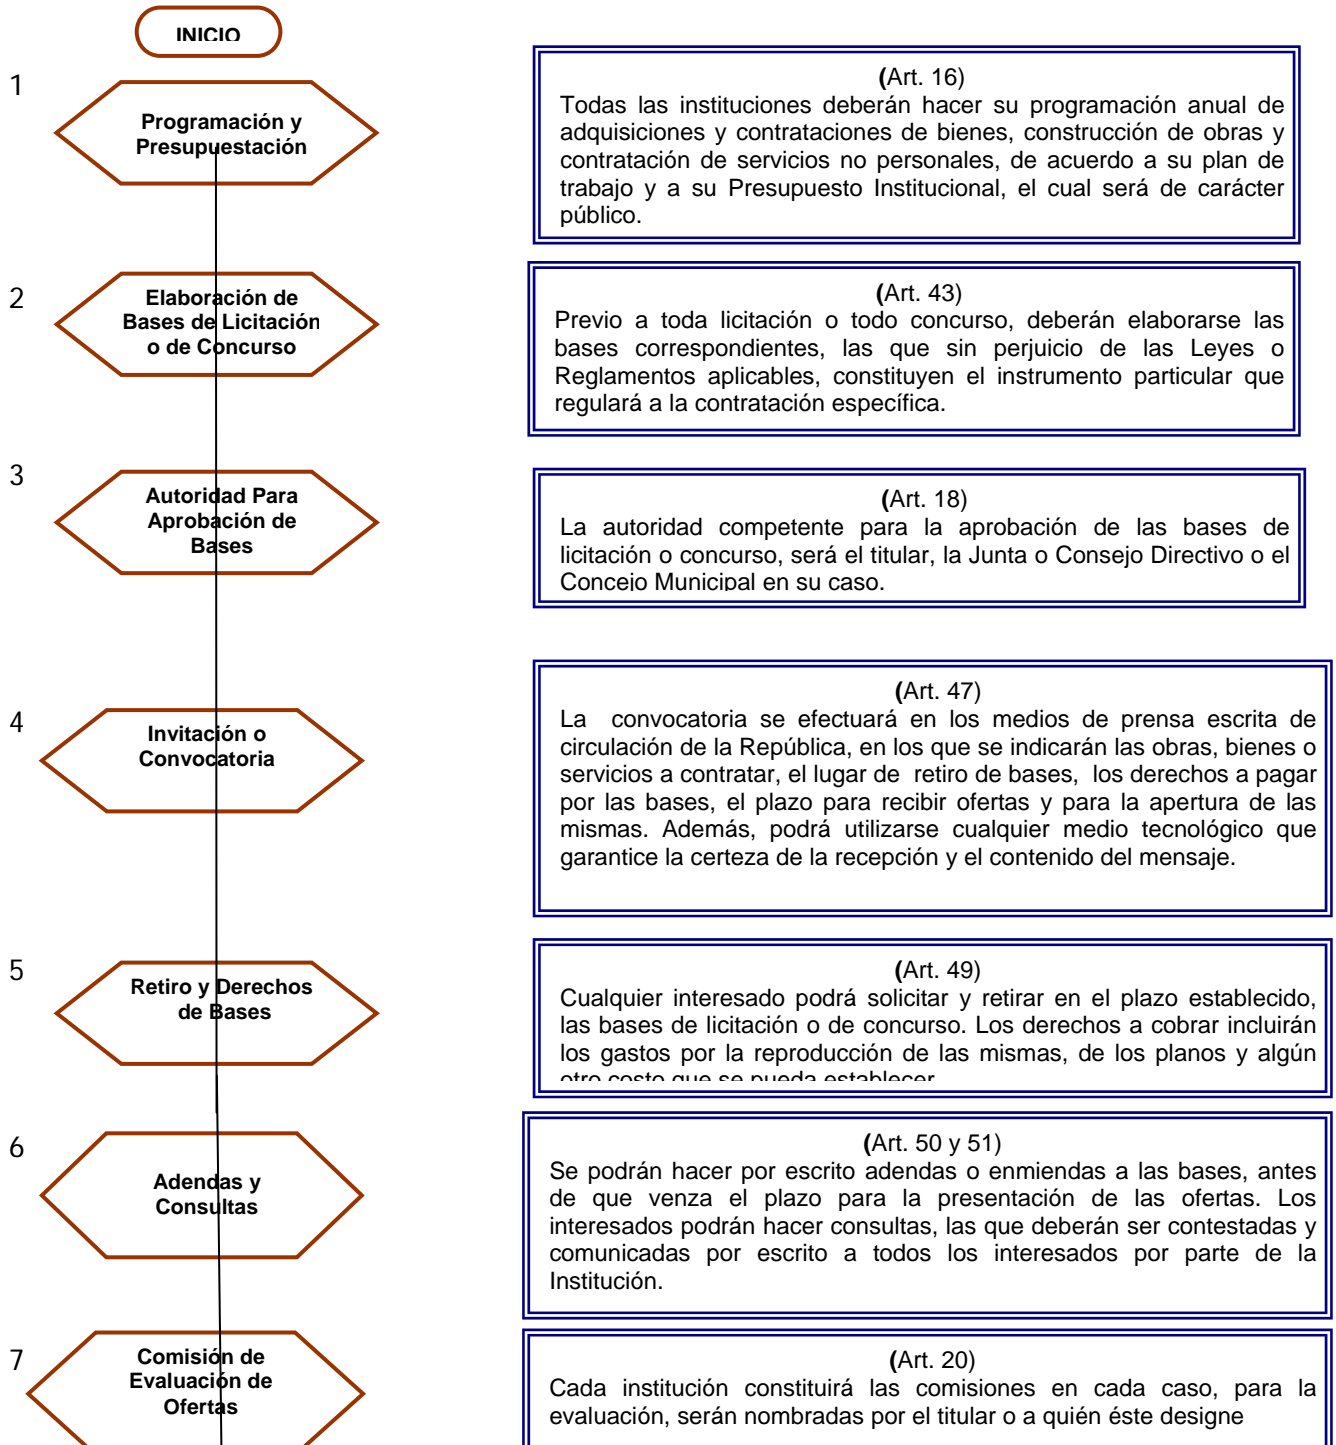 INICIO
1
Programación y
Presupuestación
(Art. 16)
Todas las instituciones deberán hacer su programación anual de
adquisiciones y contrataciones de bienes, construcción de obras y
contratación de servicios no personales, de acuerdo a su plan de
trabajo y a su Presupuesto Institucional, el cual será de carácter
público.
2
Elaboración de
Bases de Licitación
o de Concurso
(Art. 43)
Previo a toda licitación o todo concurso, deberán elaborarse las
bases correspondientes, las que sin perjuicio de las Leyes o
Reglamentos aplicables, constituyen el instrumento particular que
regulará a la contratación específica.
3
Autoridad Para
Aprobación de
Bases
(Art. 18)
La autoridad competente para la aprobación de las bases de
licitación o concurso, será el titular, la Junta o Consejo Directivo o el
Concejo Municipal en su caso.
4
Invitación o
Convocatoria
(Art. 47)
La convocatoria se efectuará en los medios de prensa escrita de
circulación de la República, en los que se indicarán las obras, bienes o
servicios a contratar, el lugar de retiro de bases, los derechos a pagar
por las bases, el plazo para recibir ofertas y para la apertura de las
mismas. Además, podrá utilizarse cualquier medio tecnológico que
garantice la certeza de la recepción y el contenido del mensaje.
5
Retiro y Derechos
de Bases
(Art. 49)
Cualquier interesado podrá solicitar y retirar en el plazo establecido,
las bases de licitación o de concurso. Los derechos a cobrar incluirán
los gastos por la reproducción de las mismas, de los planos y algún
otro costo que se pueda establecer
6
Adendas y
Consultas
(Art. 50 y 51)
Se podrán hacer por escrito adendas o enmiendas a las bases, antes
de que venza el plazo para la presentación de las ofertas. Los
interesados podrán hacer consultas, las que deberán ser contestadas y
comunicadas por escrito a todos los interesados por parte de la
Institución.
7
Comisión de
Evaluación de
Ofertas
(Art. 20)
Cada institución constituirá las comisiones en cada caso, para la
evaluación, serán nombradas por el titular o a quién éste designe